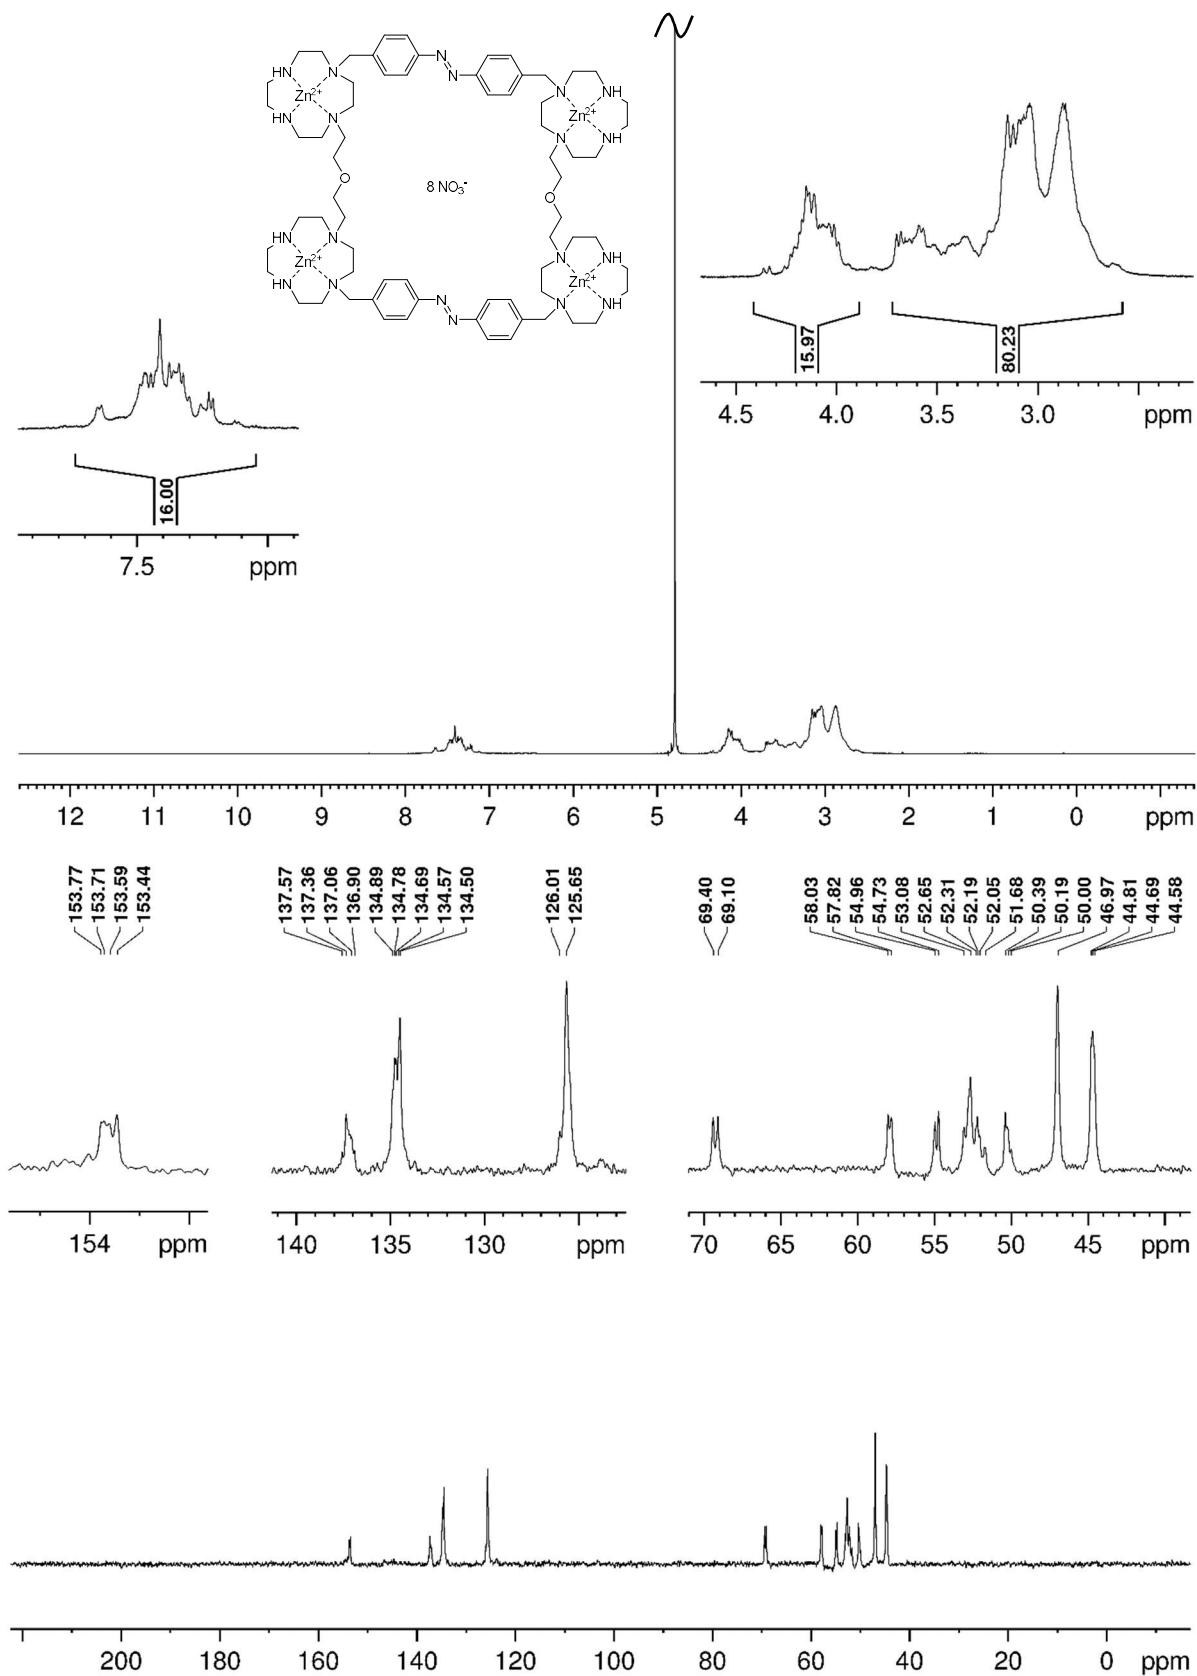 HN
N
N
N
N
NH
Zn2+
Zn2+
HN
N
N
NH
O
8 NO3-
O
HN
N
N
NH
Zn2+
Zn2+
HN
N
N
N
N
NH
15.97
80.23
4.5 4.0 3.5 3.0 ppm
16.00
7.5 ppm
12 11 10 9 8 7 6 5 4 3 2 1 0 ppm
153.77
153.71
153.59
153.44
137.57
137.36
137.06
136.90
134.89
134.78
134.69
134.57
134.50
126.01
125.65
69.40
69.10
58.03
57.82
54.96
54.73
53.08
52.65
52.31
52.19
52.05
51.68
50.39
50.19
50.00
46.97
44.81
44.69
44.58
154 ppm
140 135 130 ppm
70 65 60 55 50 45 ppm
200 180 160 140 120 100 80 60 40 20 0 ppm